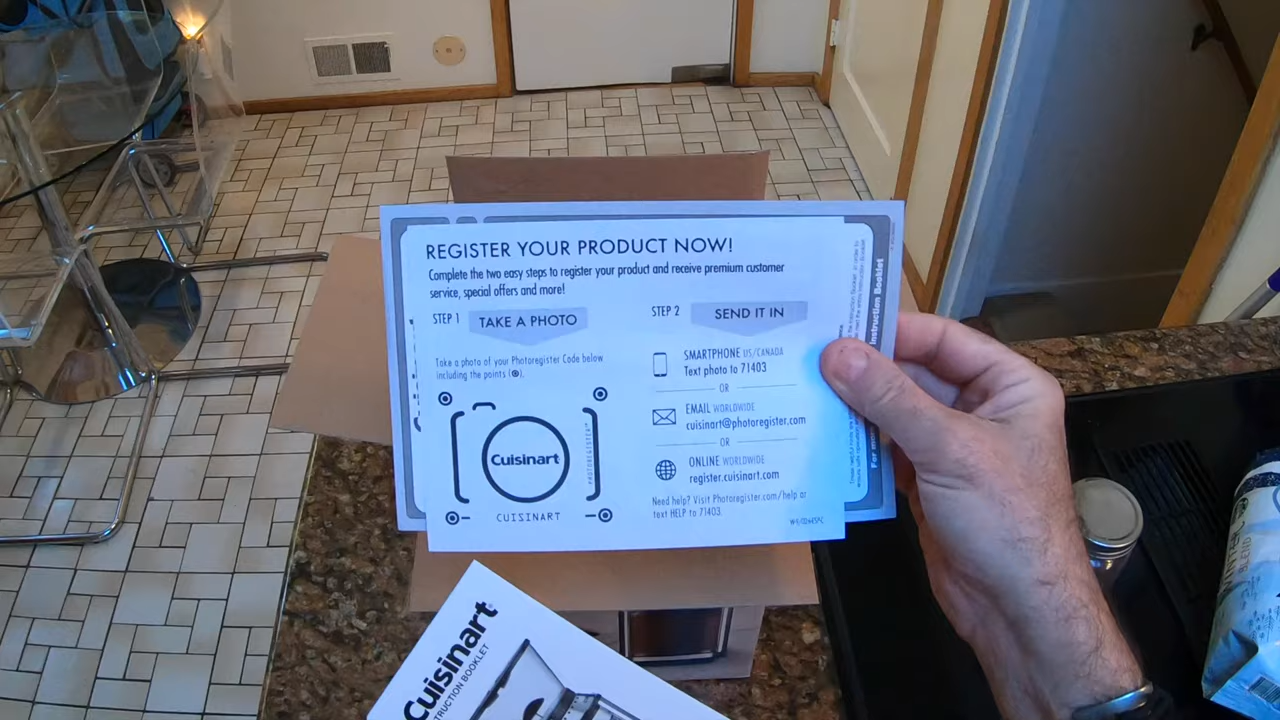 REGISTER YOUR PRODUCT NOW!
Complete the two easy steps to register your product and receive premium customer
service, special offers and more!
STEP 1 TAKE A PHOTO
Take a photo of your Photoregister Code below
including the points (
).
Cuisinart
PHOTOREGISTER
CUISINART
STEP 2 SEND IT IN
SMARTPHONE US/CANADA
Text photo to 71403
OR
EMAIL WORLDWIDE
cuisinart@photoregister.com
OR
ONLINE WORLDWIDE
register.cuisinart.com
Need help? Visit Photoregister.com/help or
text HELP to 71403.
Instruction Booklet
For
Cuisinart
INSTRUCTION BOOKLET
BLEND